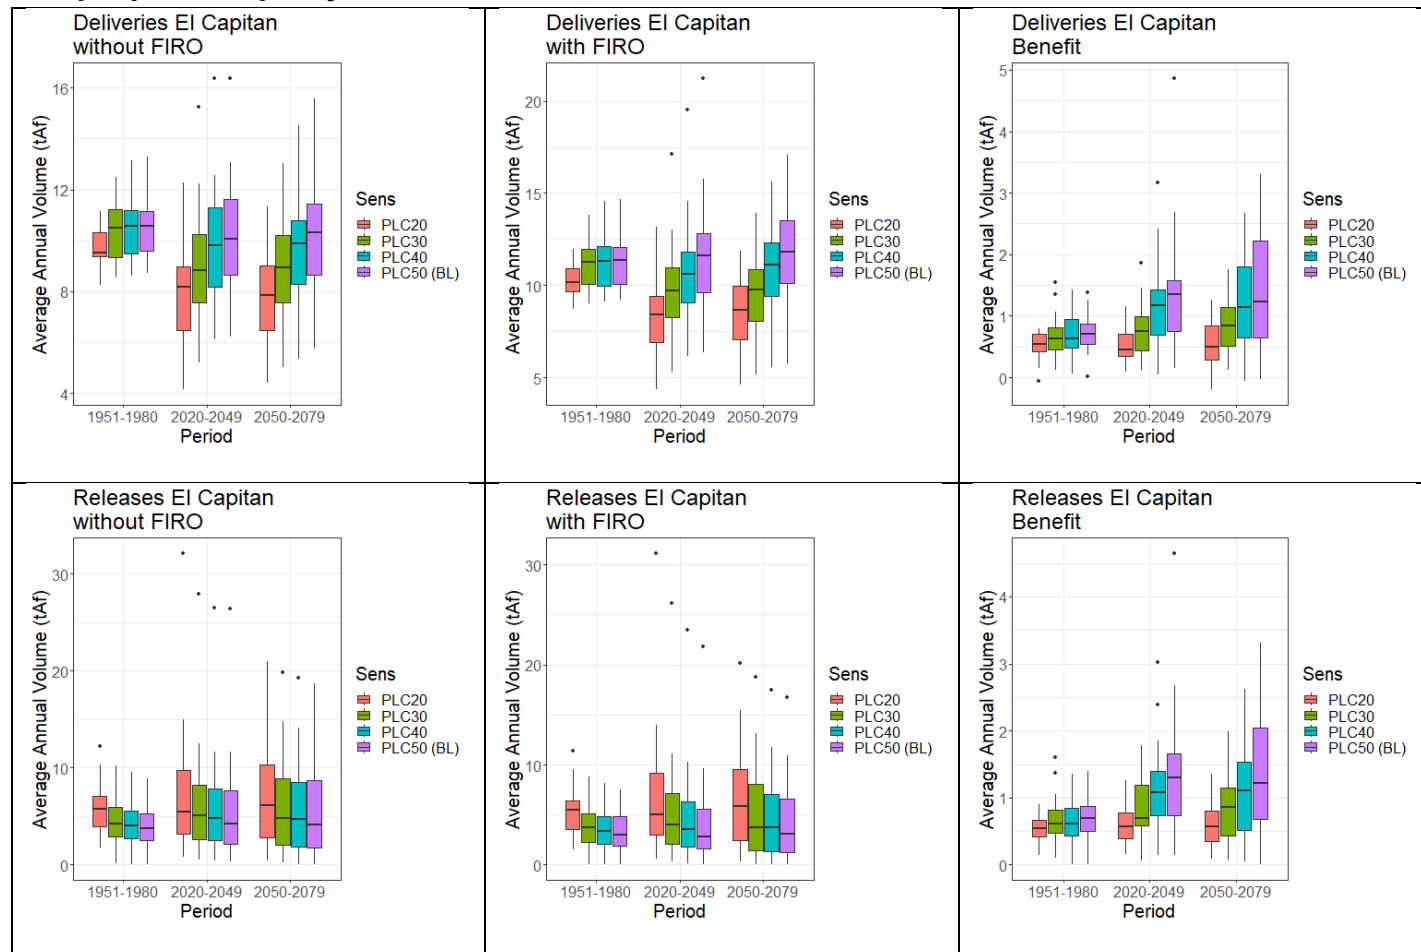 Deliveries El Capitan
without FIRO
Average Annual Volume (tAf)
16
12
8
4
1951-1980 2020-2049 2050-2079
Period
Sens
PLC20
PLC30
PLC40
PLC50 (BL)
Deliveries El Capitan
with FIRO
Average Annual Volume (tAf)
20
15
10
5
1951-1980 2020-2049 2050-2079
Period
Sens
PLC20
PLC30
PLC40
PLC50 (BL)
Deliveries El Capitan
Benefit
Average Annual Volume (tAf)
5
4
3
2
1
0
1951-1980 2020-2049 2050-2079
Period
Sens
PLC20
PLC30
PLC40
PLC50 (BL)
Releases El Capitan
without FIRO
Average Annual Volume (tAf)
30
20
10
0
1951-1980 2020-2049 2050-2079
Period
Sens
PLC20
PLC30
PLC40
PLC50 (BL)
Releases El Capitan
with FIRO
Average Annual Volume (tAf)
30
20
10
0
1951-1980 2020-2049 2050-2079
Period
Sens
PLC20
PLC30
PLC40
PLC50 (BL)
Releases El Capitan
Benefit
Average Annual Volume (tAf)
4
3
2
1
0
1951-1980 2020-2049 2050-2079
Period
Sens
PLC20
PLC30
PLC40
PLC50 (BL)